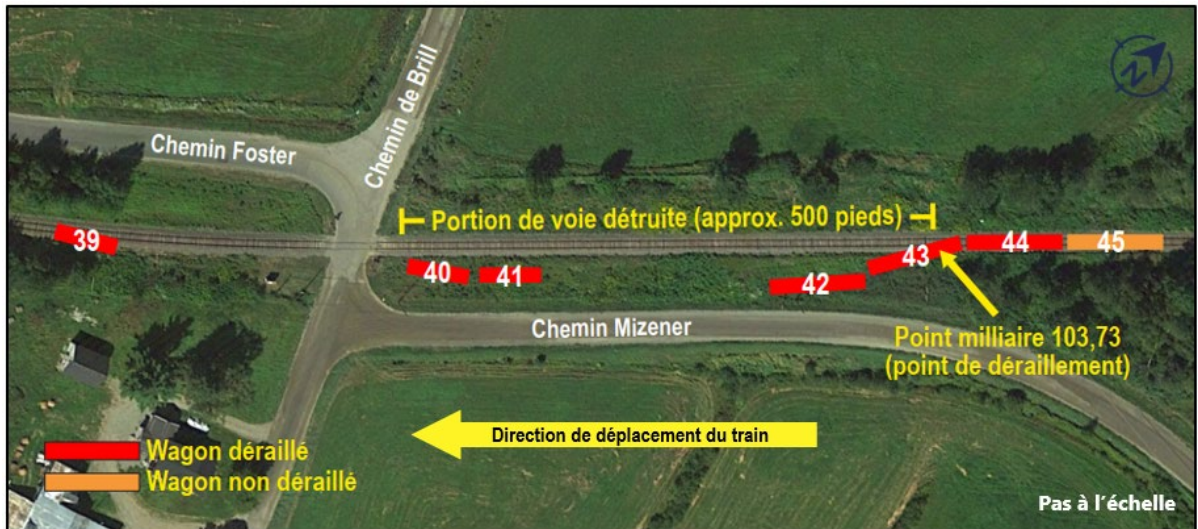 N
Chemin Foster
Chemin de Brill
Portion de voie détruite (approx. 500 pieds)
39
40
41
42
43
44
45
Chemin Mizener
Point milliaire 103,73
(point de déraillement)
Direction de déplacement du train
Wagon déraillé
Wagon non déraillé
Pas à l'échelle